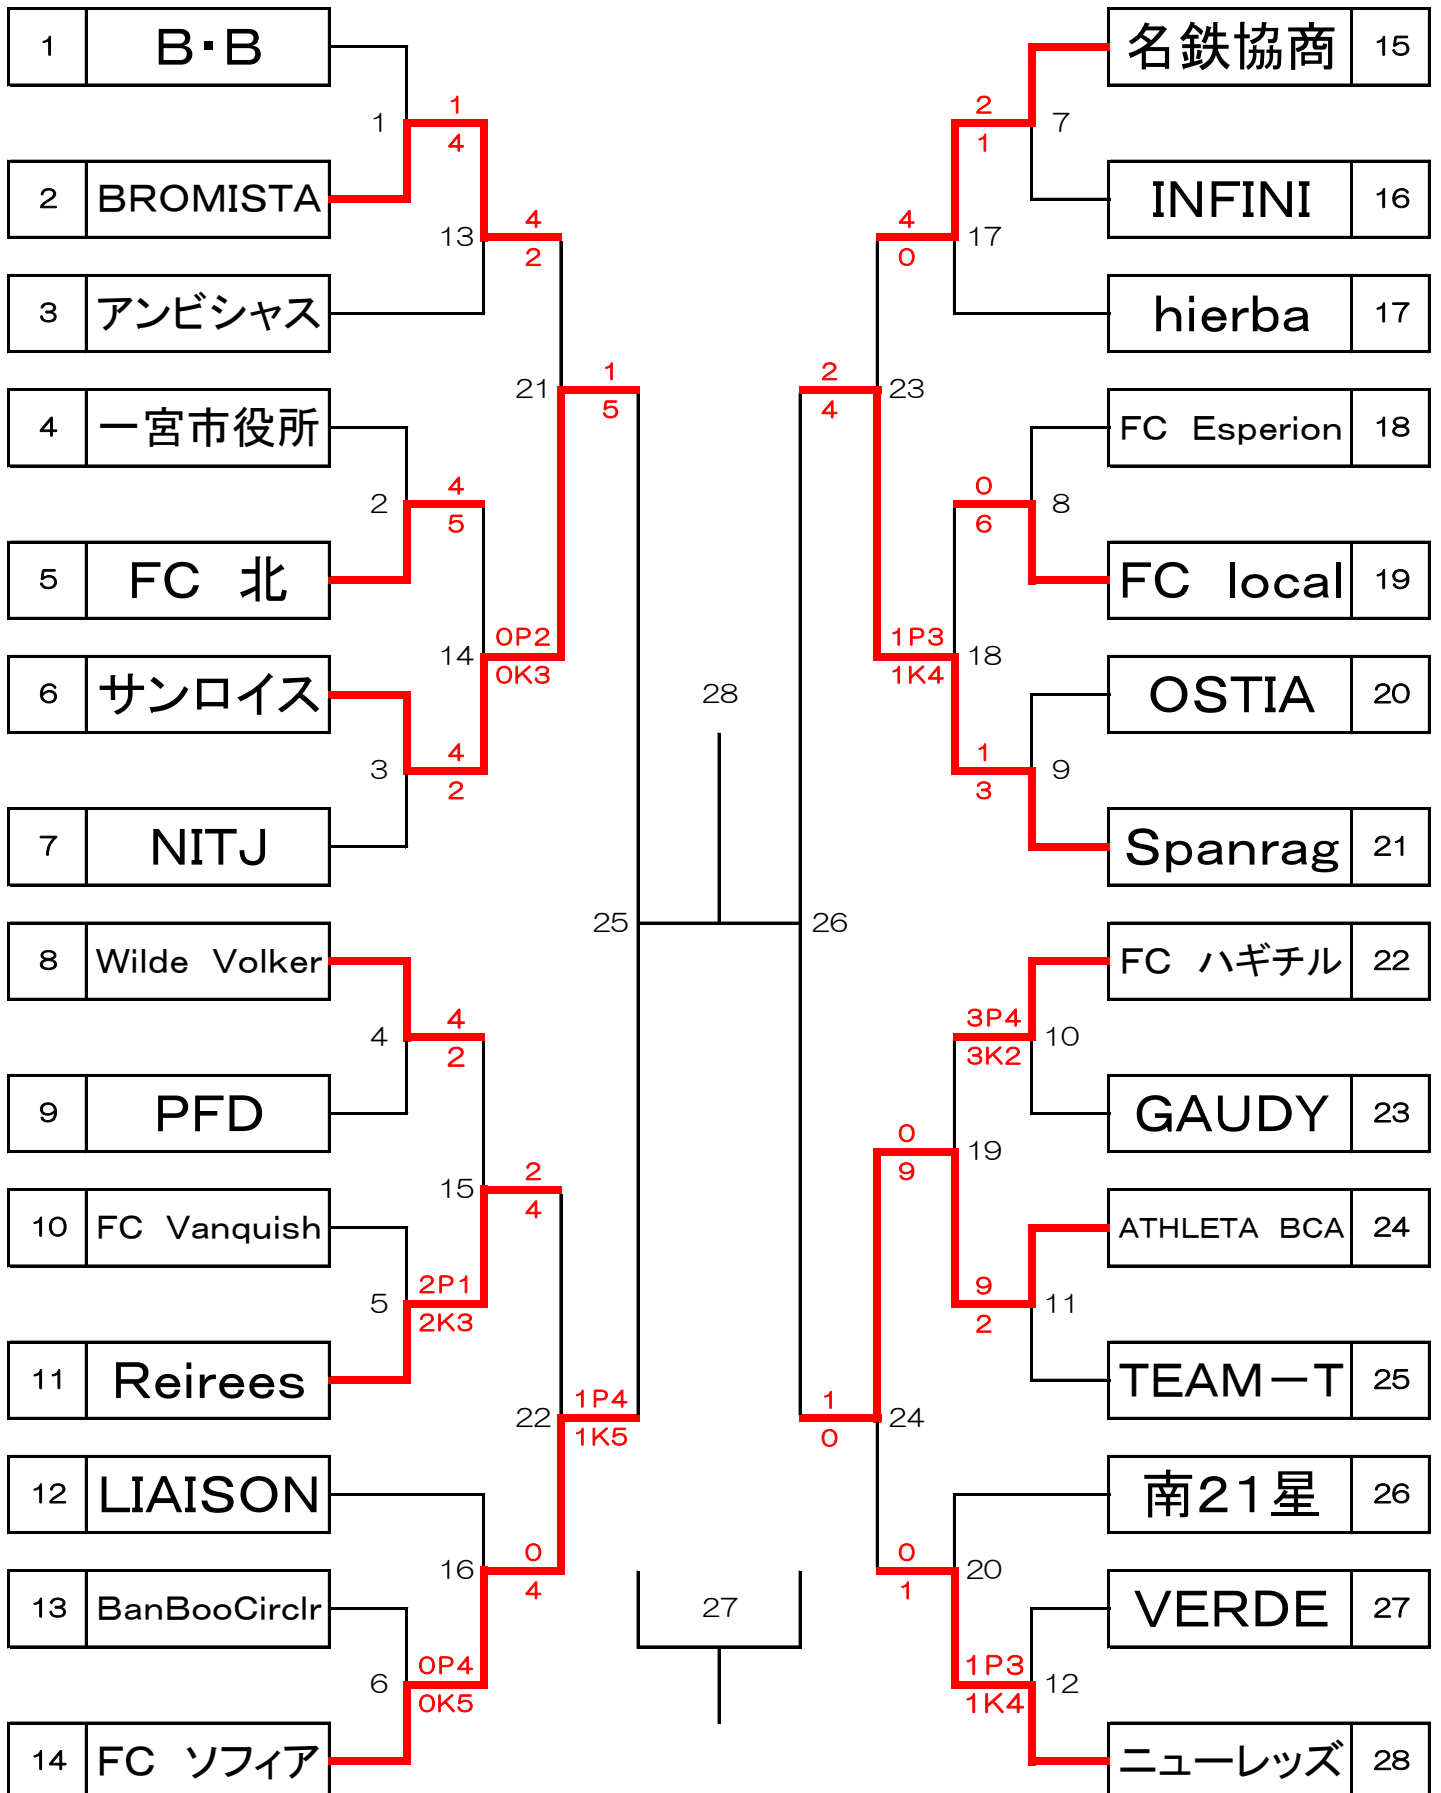 1 B・B
1
1
4
2 BROMISTA
13
4
2
3 アンビシャス
21
1
5
4 一宮市役所
2
4
5
5 FC 北
14
0P2
0K3
6 サンロイス
3
4
2
7 NITJ
25
8 Wilde Volker
4
4
2
9 PFD
15
2
4
10 FC Vanquish
5
2P1
2K3
11 Reirees
22
1P4
1K5
12 LIAISON
16
0
4
13 BanBooCirclr
6
0P4
0K5
14 FC ソフィア
28
27
名鉄協商 15
2
1
7
INFINI 16
4
0
17
hierba 17
2
4
23
FC Esperion 18
0
6
8
FC local 19
1P3
1K4
18
OSTIA 20
1
3
9
Spanrag 21
26
FC ハギチル 22
3P4
3K2
10
GAUDY 23
0
9
19
ATHLETA BCA 24
9
2
11
TEAM－T 25
1
0
24
南21星 26
0
1
20
VERDE 27
1P3
1K4
12
ニューレッズ 28